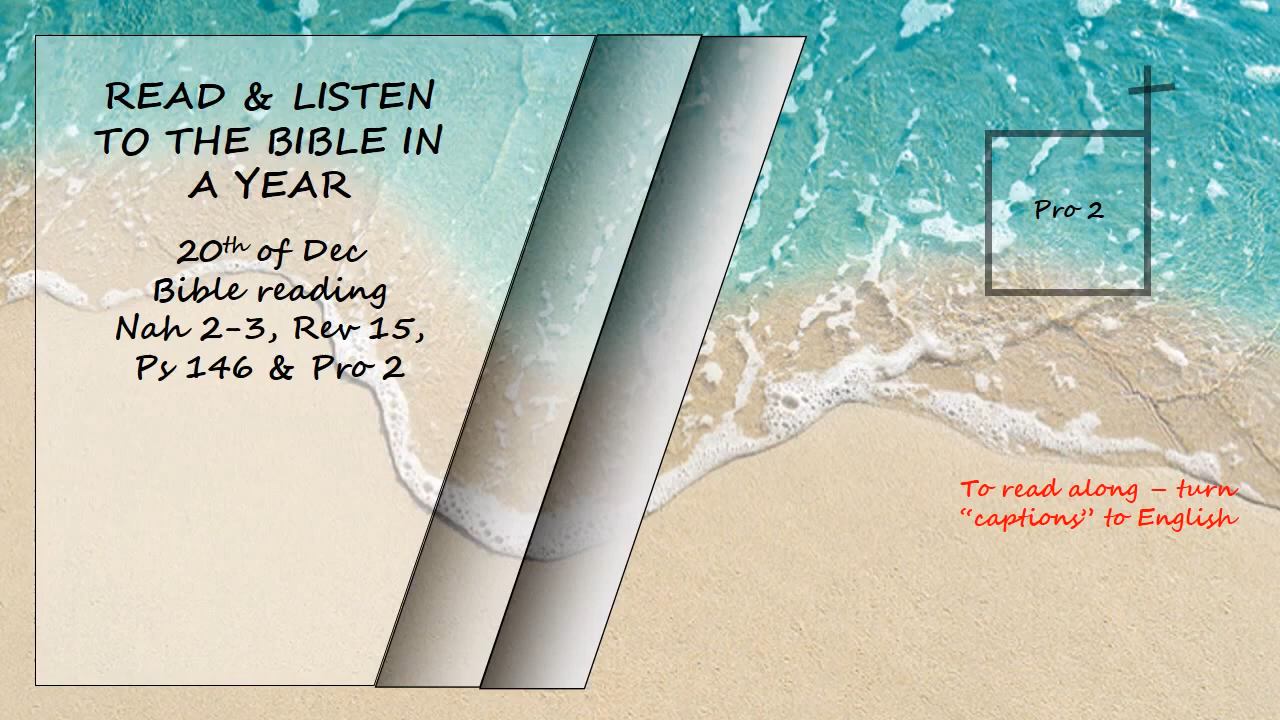 READ & LISTEN
TO THE BIBLE IN
A YEAR
20th of Dec
Bible reading
Nah 2-3, Rev 15,
Ps 146 & Pro 2
Pro 2
To read along – turn
“captions” to English